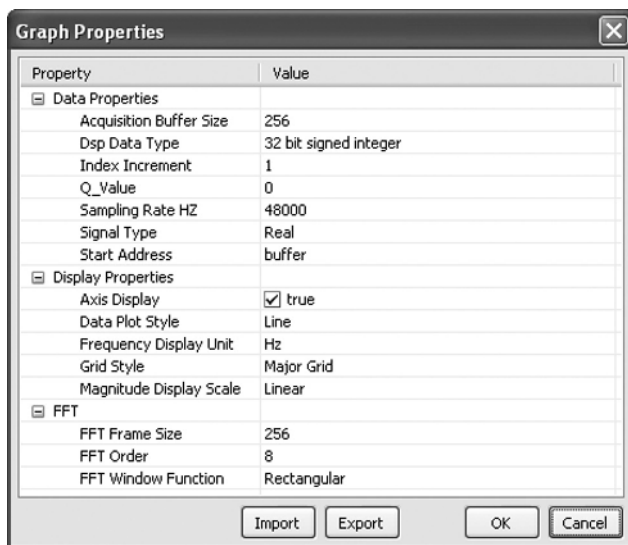 Graph Properties
Property Value
Data Properties
Acquisition Buffer Size 256
Dsp Data Type 32 bit signed integer
Index Increment 1
Q_Value 0
Sampling Rate HZ 48000
Signal Type Real
Start Address buffer
Display Properties
Axis Display true
Data Plot Style Line
Frequency Display Unit Hz
Grid Style Major Grid
Magnitude Display Scale Linear
FFT
FFT Frame Size 256
FFT Order 8
FFT Window Function Rectangular
Import Export OK Cancel